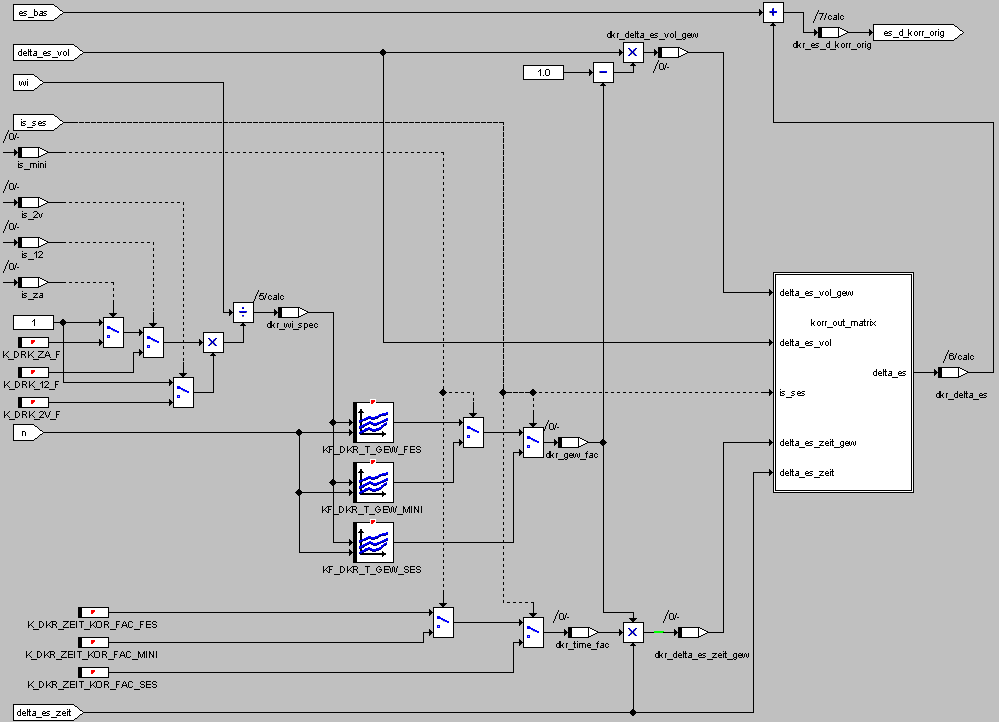 es_bas
/7/calc
es_d_korr_orig
dkr_es_d_korr_orig
dkr_delta_es_vol_gew
delta_es_vol
/0/-
1.0
wi
is_ses
/0/-
is_mini
/0/-
is_2v
/0/-
is_12
/0/-
is_za
delta_es_vol_gew
/5/calc
dkr_wi_spec
korr_out_matrix
1
delta_es_vol
K_DRK_ZA_F
/6/calc
delta_es
K_DRK_12_F
is_ses
dkr_delta_es
K_DRK_2V_F
/0/-
n
delta_es_zeit_gew
KF_DKR_T_GEW_FES
dkr_gew_fac
delta_es_zeit
KF_DKR_T_GEW_MINI
KF_DKR_T_GEW_SES
/0/-
/0/-
K_DKR_ZEIT_KOR_FAC_FES
dkr_time_fac
K_DKR_ZEIT_KOR_FAC_MINI
dkr_delta_es_zeit_gew
K_DKR_ZEIT_KOR_FAC_SES
delta_es_zeit